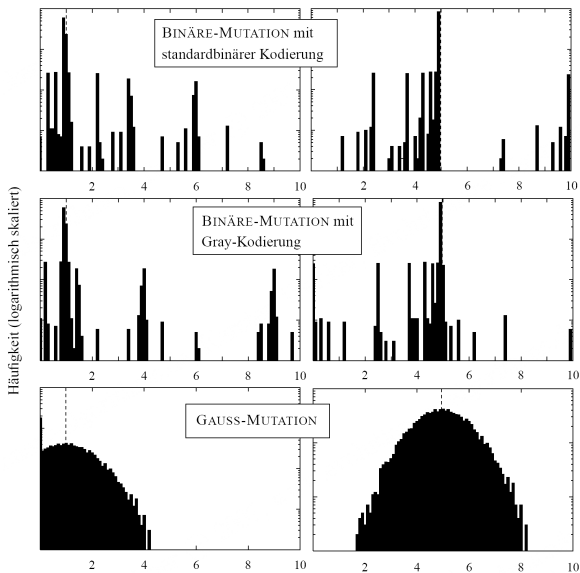 BINÄRE-MUTATION mit
standardbinärer Kodierung
2 4 6 8 10
2 4 6 8 10
BINÄRE-MUTATION mit
Gray-Kodierung
Häufigkeit (logarithmisch skaliert)
2 4 6 8 10
2 4 6 8 10
GAUSS-MUTATION
2 4 6 8 10
2 4 6 8 10